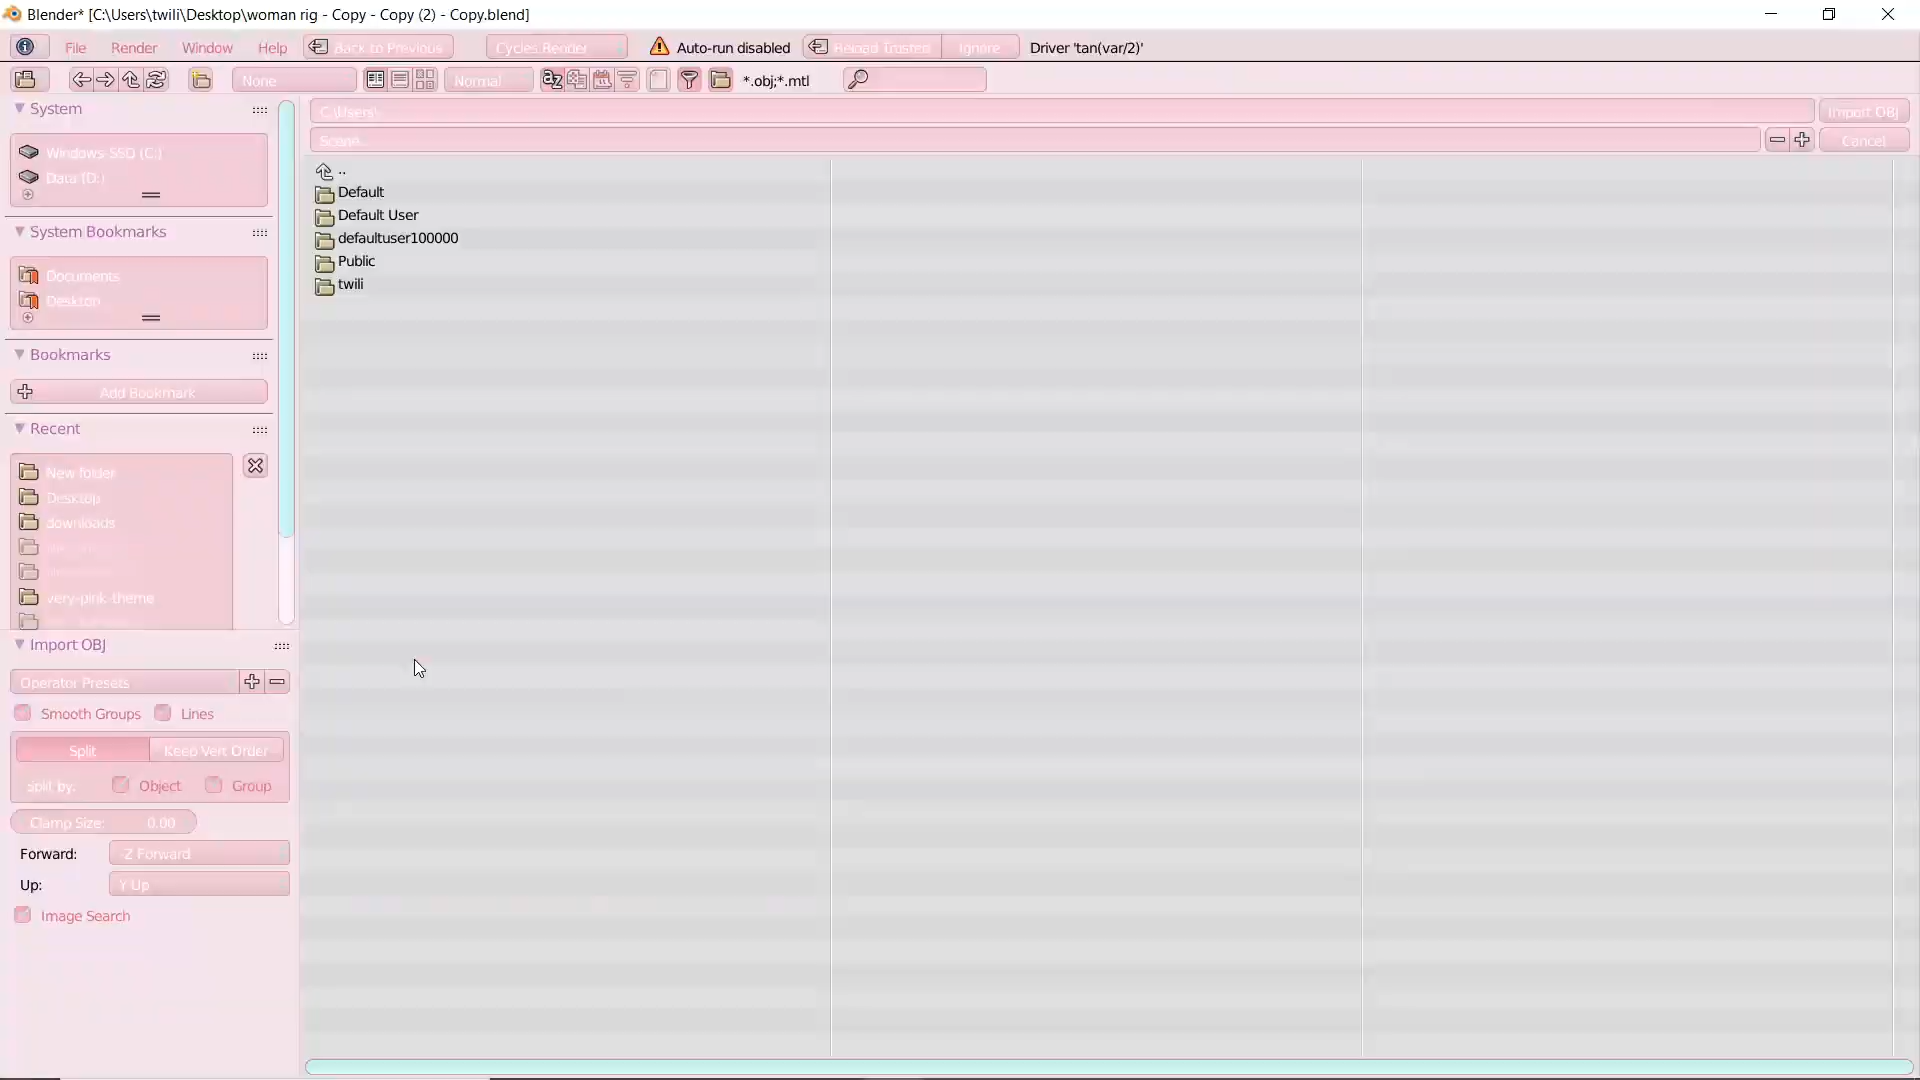 Blender* [C:\Users\twili\Desktop\woman rig - Copy - Copy (2) - Copy.blend]
File Render Window Help Back to Previous Cycles Render Auto-run disabled Reload Trusted Ignore Driver 'tan(var/2)'
None Normal *.obj;*.mtl
System
Windows-SSD (C:)
Data (D:)
System Bookmarks
Documents
Desktop
Bookmarks
Add Bookmark
Recent
New folder
Desktop
downloads
very-pink-theme
Import OBJ
Operator Presets
Smooth Groups Lines
Split Keep Vert Order
Split by: Object Group
Clamp Size: 0.00
Forward: -Z Forward
Up: Y Up
Image Search
C:\Users\ Import OBJ
Scene. Cancel
..
Default
Default User
defaultuser100000
Public
twili